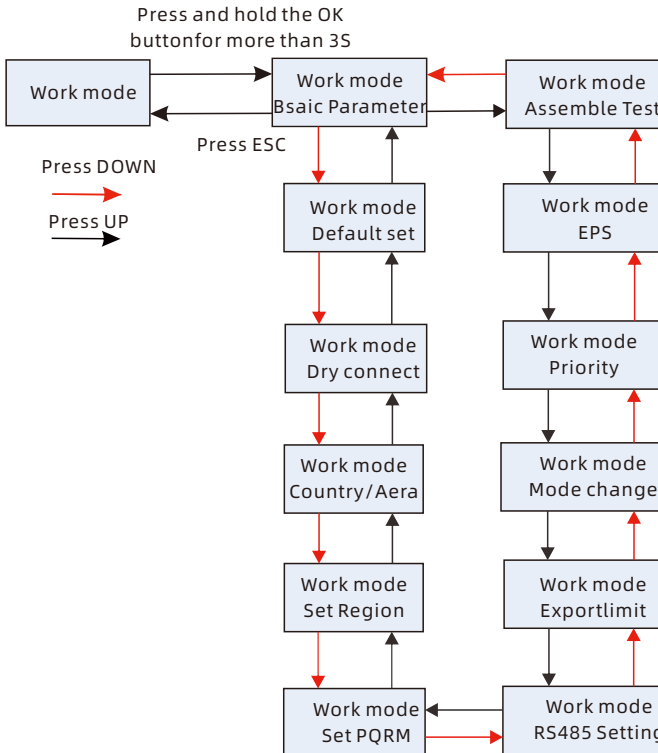 Press and hold the OK
buttonfor more than 3S
Work mode
Work mode
Bsaic Parameter
Work mode
Assemble Test
Press ESC
Press DOWN
Press UP
Work mode
Default set
Work mode
EPS
Work mode
Dry connect
Work mode
Priority
Work mode
Country/Aera
Work mode
Mode change
Work mode
Set Region
Work mode
Exportlimit
Work mode
Set PQRM
Work mode
RS485 Setting